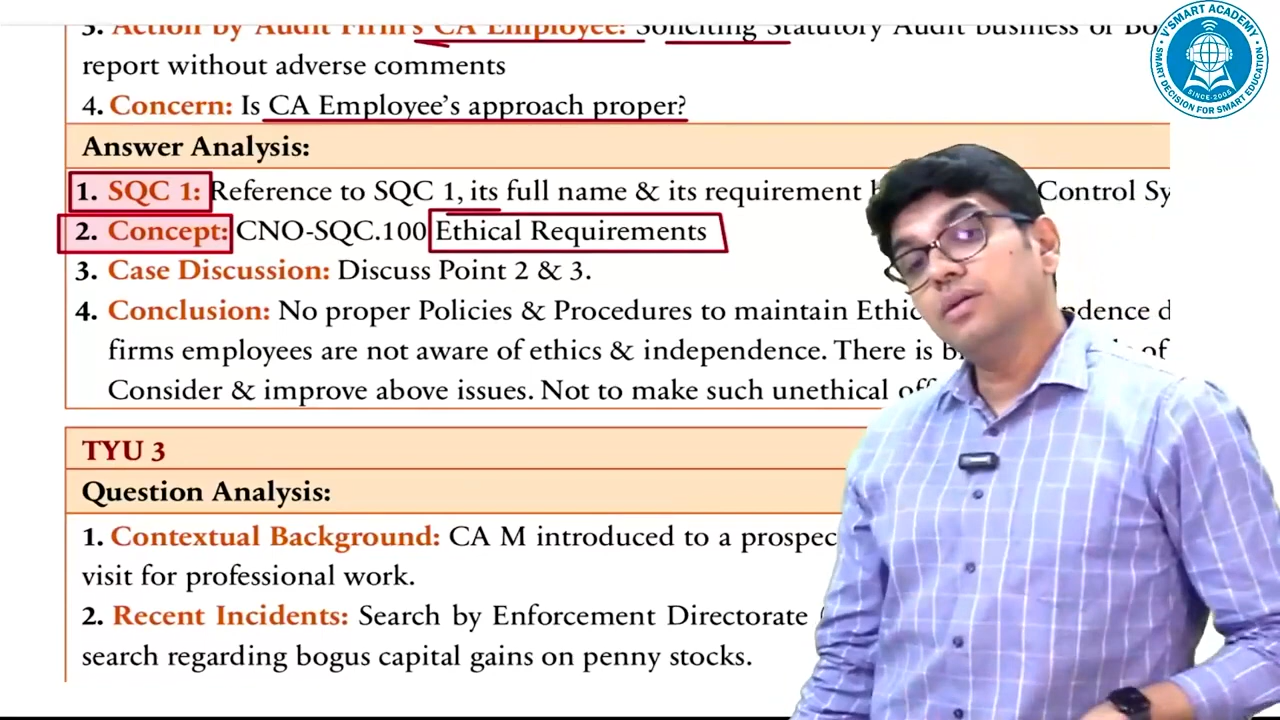 3. Action by Audit Firm's CA Employee: Soliciting Statutory Audit business of
report without adverse comments
4. Concern: Is CA Employee's approach proper?
Answer Analysis:
1. SQC 1: Reference to SQC 1, its full name & its requirement Control
2. Concept: CNO-SQC.100 Ethical Requirements
3. Case Discussion: Discuss Point 2 & 3.
4. Conclusion: No proper Policies & Procedures to maintain
firms employees are not aware of ethics & independence. There is of
Consider & improve above issues. Not to make such unethical
TYU 3
Question Analysis:
1. Contextual Background: CA M introduced to a
visit for professional work.
2. Recent Incidents: Search by Enforcement Directorate
search regarding bogus capital gains on penny stocks.
V'SMART ACADEMY
SMART DECISION FOR SMART EDUCATION
SINCE-2005